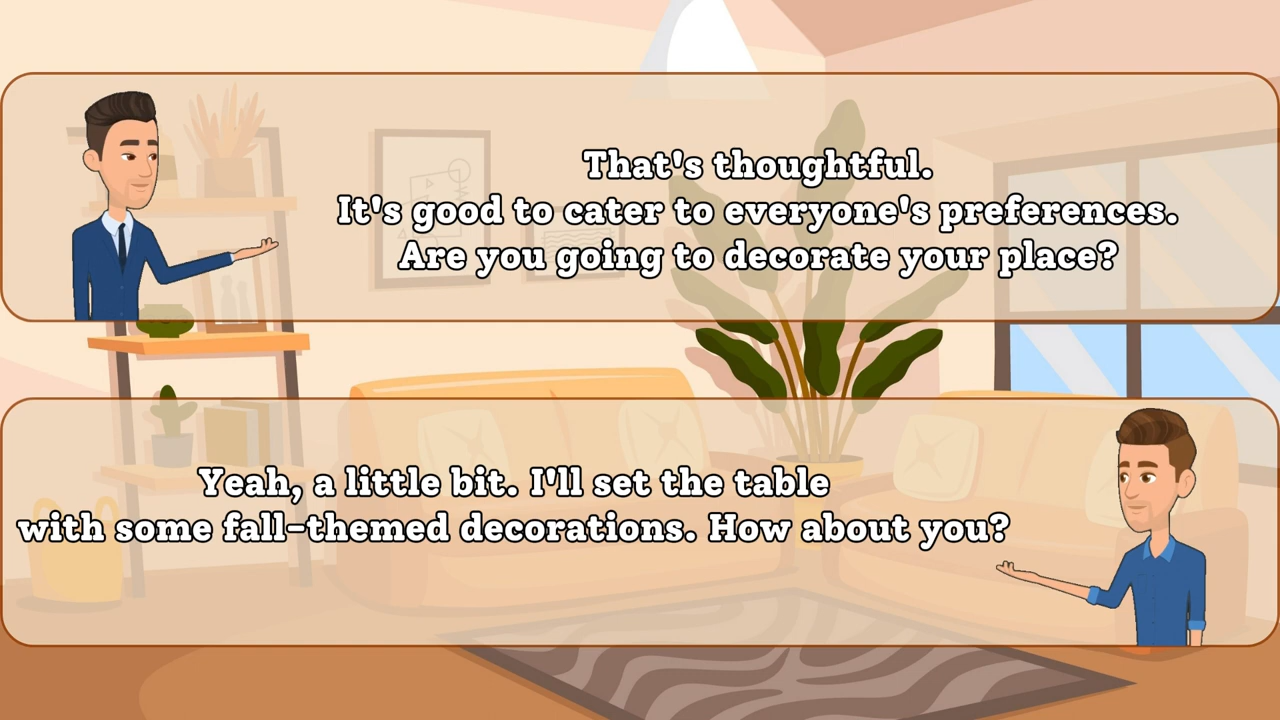 That's thoughtful.
It's good to cater to everyone's preferences.
Are you going to decorate your place?
Yeah, a little bit. I'll set the table
with some fall-themed decorations. How about you?